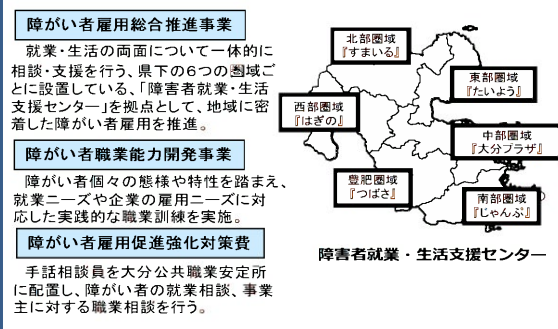 障がい者雇用総合推進事業
就業・生活の両面について一体的に
相談・支援を行う、県下の６つの圏域ご
とに設置している、「障害者就業・生活
支援センター」を拠点として、地域に密
着した障がい者雇用を推進。
障がい者職業能力開発事業
障がい者個々の態様や特性を踏まえ、
就業ニーズや企業の雇用ニーズに対
応した実践的な職業訓練を実施。
障がい者雇用促進強化対策費
手話相談員を大分公共職業安定所
に配置し、障がい者の就業相談、事業
主に対する職業相談を行う。
北部圏域
『すまいる』
東部圏域
『たいよう』
西部圏域
『はぎの』
中部圏域
『大分プラザ』
豊肥圏域
『つばさ』
南部圏域
『じゃんぷ』
障害者就業・生活支援センター